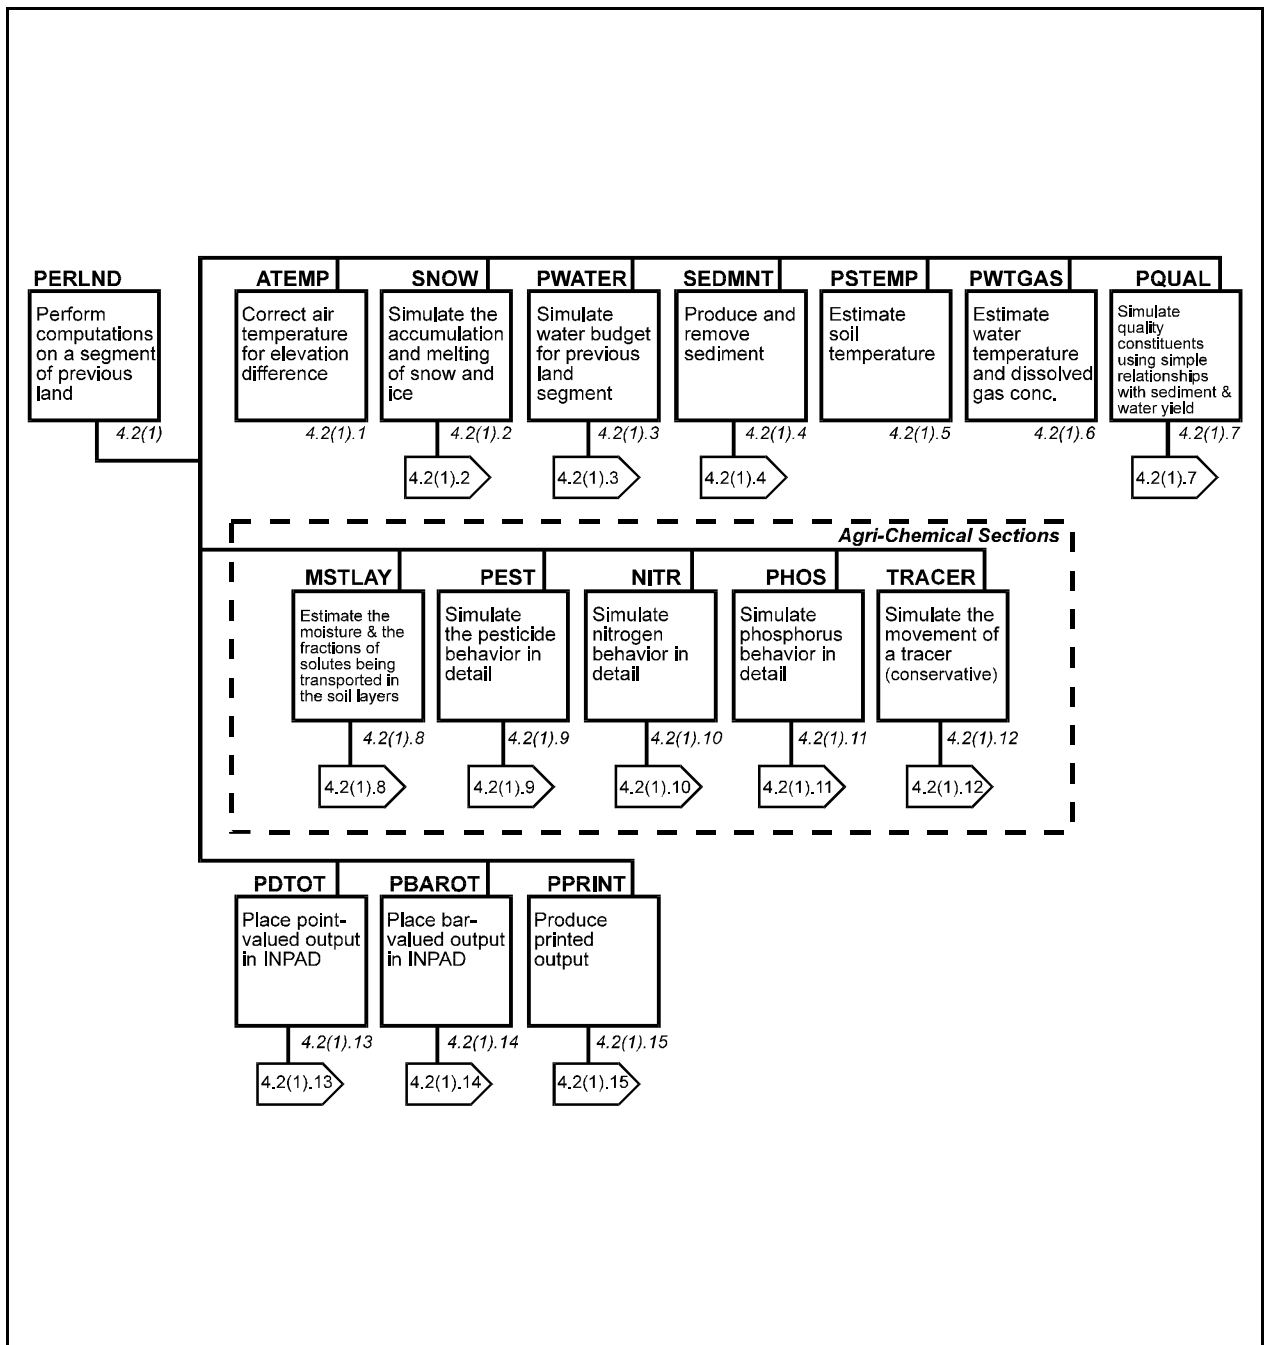 PERLND
Perform
computations
on a segment
of previous
land
4.2(1)
ATEMP
Correct air
temperature
for elevation
difference
4.2(1).1
SNOW
Simulate the
accumulation
and melting
of snow and
ice
4.2(1).2
4.2(1).2
PWATER
Simulate
water budget
for previous
land
segment
4.2(1).3
4.2(1).3
SEDMNT
Produce and
remove
sediment
4.2(1).4
4.2(1).4
PSTEMP
Estimate
soil
temperature
4.2(1).5
PWTGAS
Estimate
water
temperature
and dissolved
gas conc.
4.2(1).6
PQUAL
Simulate
quality
constituents
using simple
relationships
with sediment &
water yield
4.2(1).7
4.2(1).7
Agri-Chemical Sections
MSTLAY
Estimate the
moisture & the
fractions of
solutes being
transported in
the soil layers
4.2(1).8
4.2(1).8
PEST
Simulate
the pesticide
behavior in
detail
4.2(1).9
4.2(1).9
NITR
Simulate
nitrogen
behavior in
detail
4.2(1).10
4.2(1).10
PHOS
Simulate
phosphorus
behavior in
detail
4.2(1).11
4.2(1).11
TRACER
Simulate the
movement of
a tracer
(conservative)
4.2(1).12
4.2(1).12
PDTOT
Place point-
valued output
in INPAD
4.2(1).13
4.2(1).13
PBAROT
Place bar-
valued output
in INPAD
4.2(1).14
4.2(1).14
PPRINT
Produce
printed
output
4.2(1).15
4.2(1).15